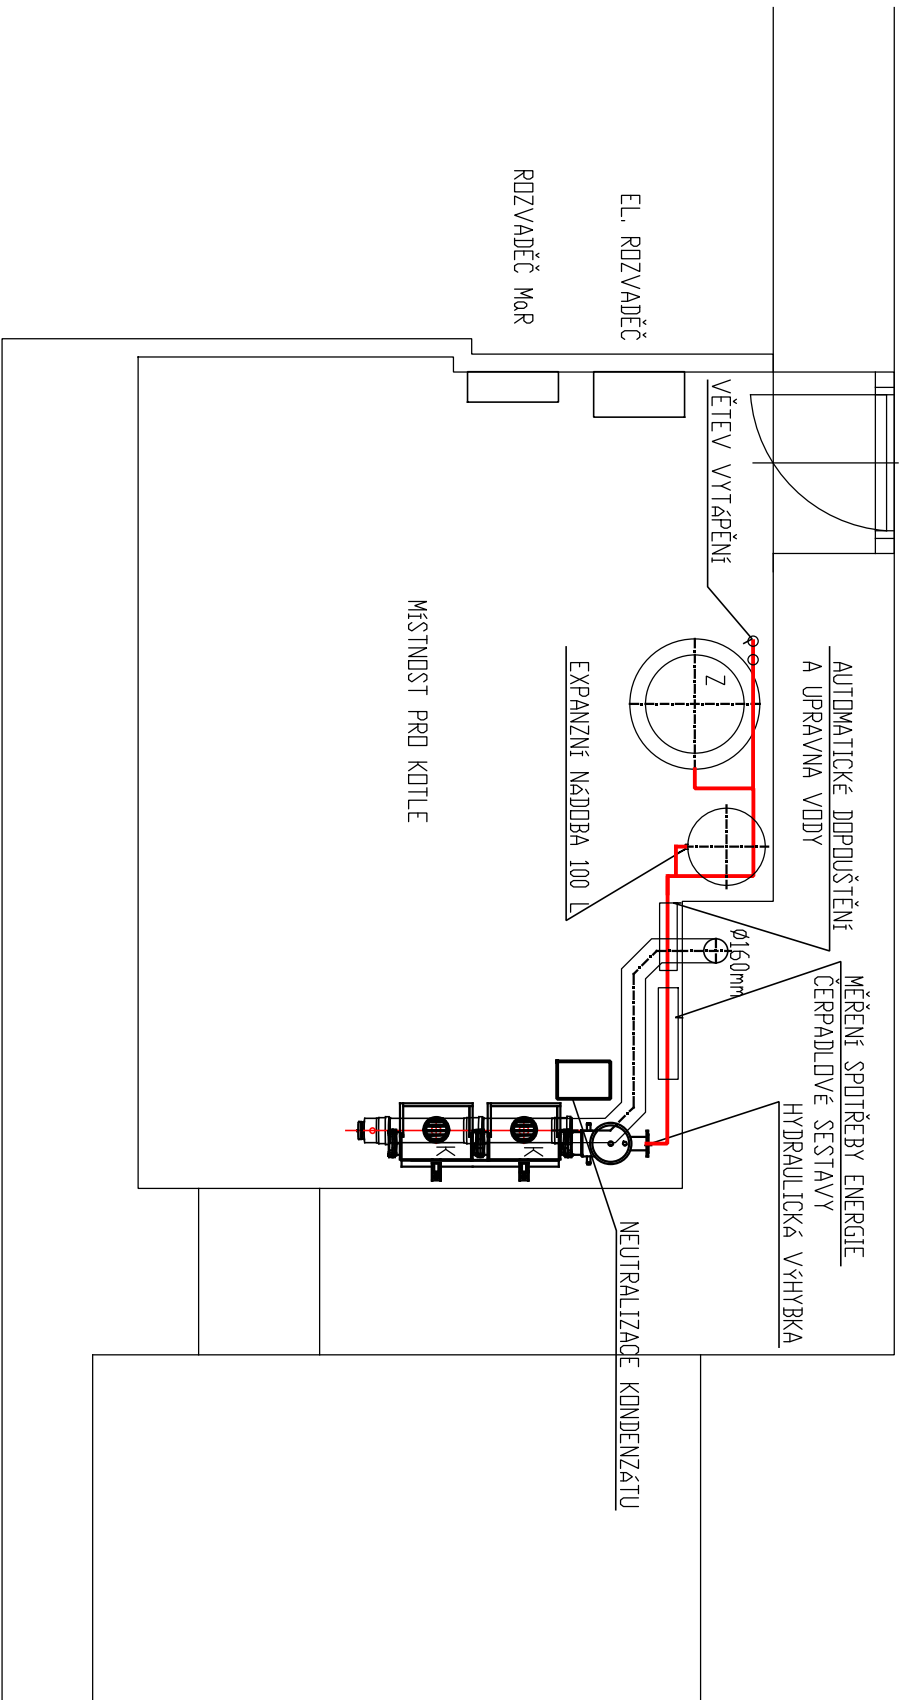 ROZVADĚČ MaR
EL. ROZVADĚČ
VĚTEV VYTÁPĚNÍ
AUTOMATICKÉ DOPOUŠTĚNÍ
A UPRAVNA VODY
Z
EXPANZNÍ NÁDOBA 100 L
MÍSTNOST PRO KOTLE
Ø160mm
MĚŘENÍ SPOTŘEBY ENERGIE
ČERPADLOVÉ SESTAVY
HYDRAULICKÁ VÝHYBKA
K
K
NEUTRALIZACE KONDENZÁTU